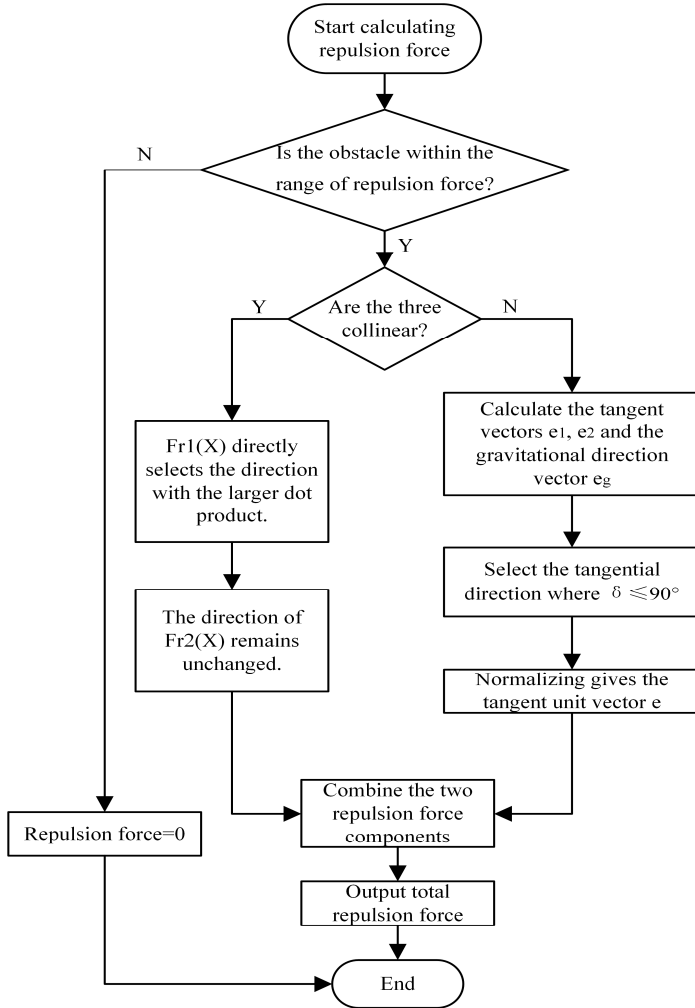 Start calculating
repulsion force
Is the obstacle within the
range of repulsion force?
N
Y
Are the three
collinear?
Y
N
Fr1(X) directly
selects the direction
with the larger dot
product.
Calculate the tangent
vectors e1, e2 and the
gravitational direction
vector eg
The direction of
Fr2(X) remains
unchanged.
Select the tangential
direction where δ ≤90°
Normalizing gives the
tangent unit vector e
Combine the two
repulsion force
components
Repulsion force=0
Output total
repulsion force
End